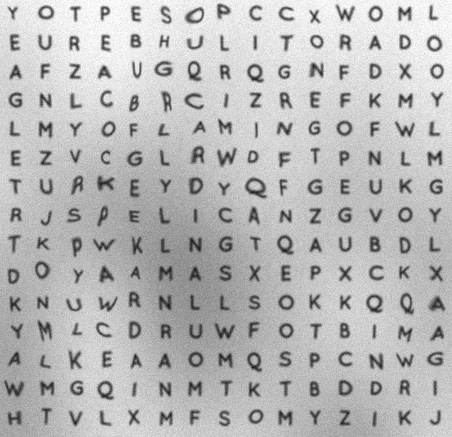 Y O T P E S O P C C X W O M L
E U R E B H U L I T O R A D O
A F Z A U G Q R Q G N F D X O
G N L C B R C I Z R E F K M Y
L M Y O F L A M I N G O F W L
E Z V C G L R W D F T P N L M
T U R K E Y D Y Q F G E U K G
R J S P E L I C A N Z G V O Y
T K P W K L N G T Q A U B D L
D O Y A A M A S X E P X C K X
K N U W R N L L S O K K Q Q A
Y M L C D R U W F O T B I M A
A L K E A A O M Q S P C N W G
W M G Q I N M T K T B D D R I
H T V L X M F S O M Y Z I K J